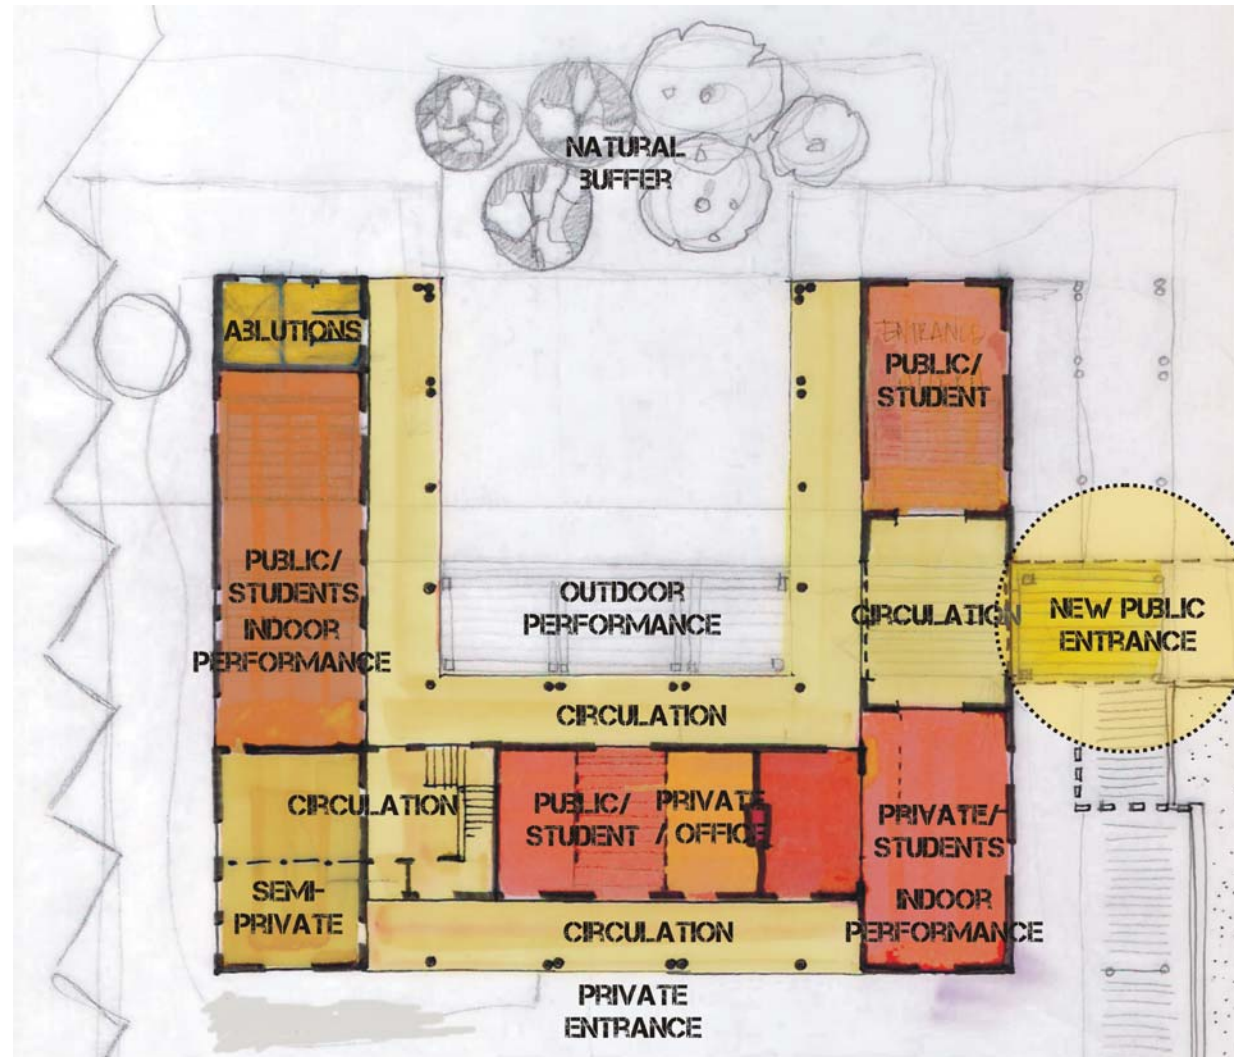 NATURAL
BUFFER
ABLUTIONS
ENTRANCE
PUBLIC/
STUDENT
PUBLIC/
STUDENTS
INDOOR
PERFORMANCE
OUTDOOR
PERFORMANCE
CIRCULATION
NEW PUBLIC
ENTRANCE
CIRCULATION
CIRCULATION
PUBLIC/
STUDENT
PRIVATE
/ OFFICE
PRIVATE/
STUDENTS
INDOOR
PERFORMANCE
SEMI-
PRIVATE
CIRCULATION
PRIVATE
ENTRANCE